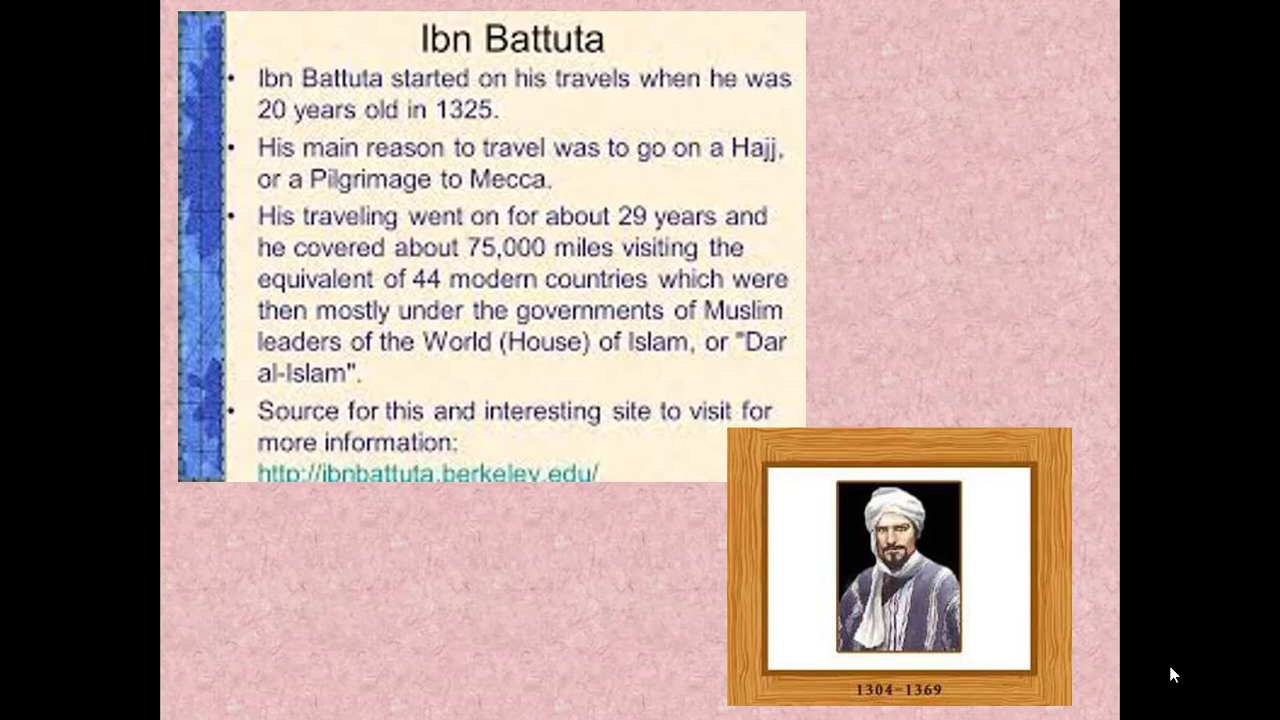 Ibn Battuta
• Ibn Battuta started on his travels when he was
20 years old in 1325.
• His main reason to travel was to go on a Hajj,
or a Pilgrimage to Mecca.
• His traveling went on for about 29 years and
he covered about 75,000 miles visiting the
equivalent of 44 modern countries which were
then mostly under the governments of Muslim
leaders of the World (House) of Islam, or "Dar
al-Islam".
• Source for this and interesting site to visit for
more information:
http://ibnbattuta.berkeley.edu/
1304-1369